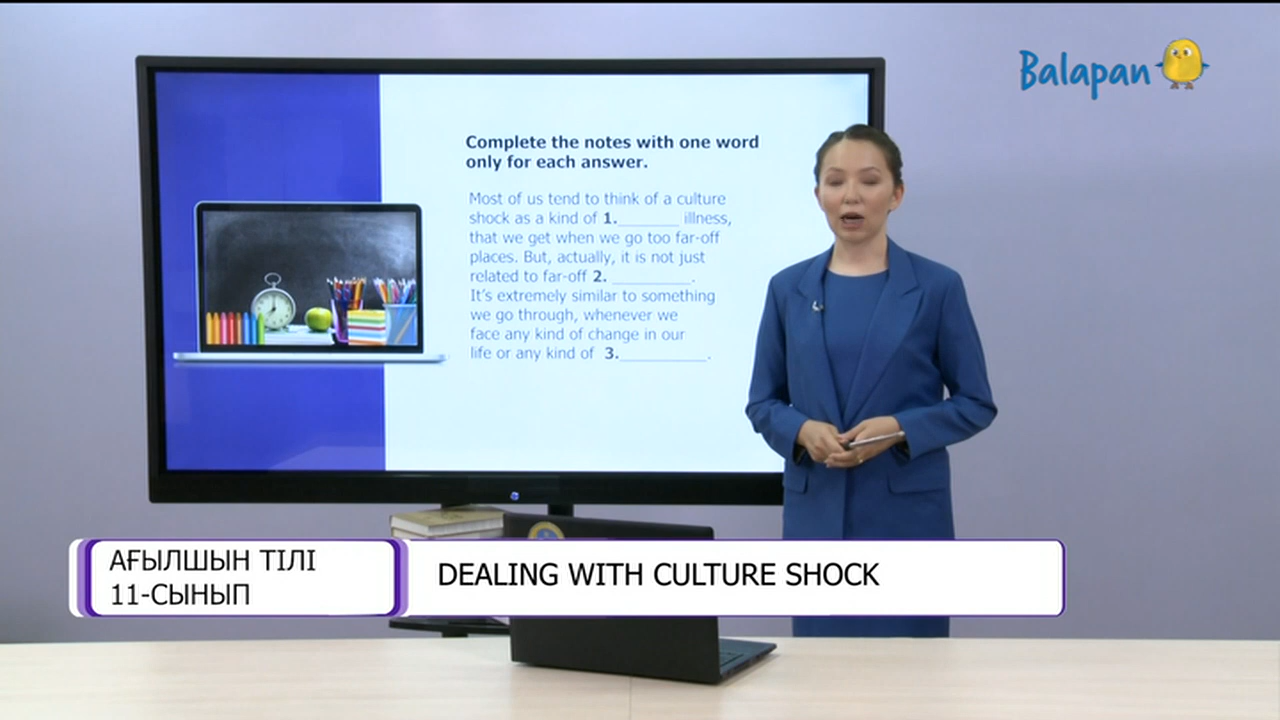 Balapan
Complete the notes with one word
only for each answer.
Most of us tend to think of a culture
shock as a kind of 1.________ illness,
that we get when we go too far-off
places. But, actually, it is not just
related to far-off 2. __________.
It's extremely similar to something
we go through, whenever we
face any kind of change in our
life or any kind of 3.___________.
АҒЫЛШЫН ТІЛІ
11-СЫНЫП
DEALING WITH CULTURE SHOCK